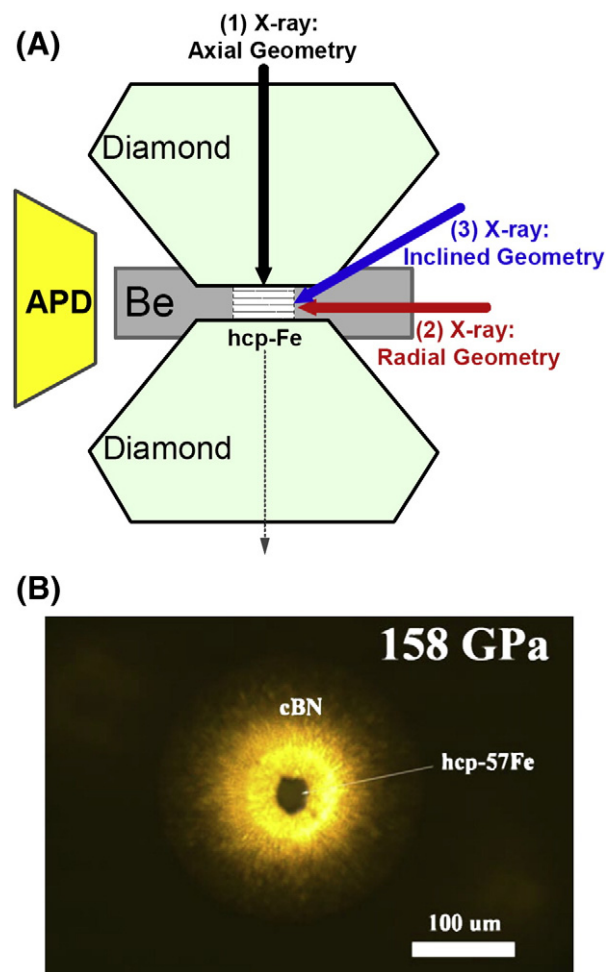 (A)
(1) X-ray:
Axial Geometry
Diamond
(3) X-ray:
Inclined Geometry
APD
Be
hcp-Fe
(2) X-ray:
Radial Geometry
Diamond
(B)
158 GPa
cBN
hcp-57Fe
100 um